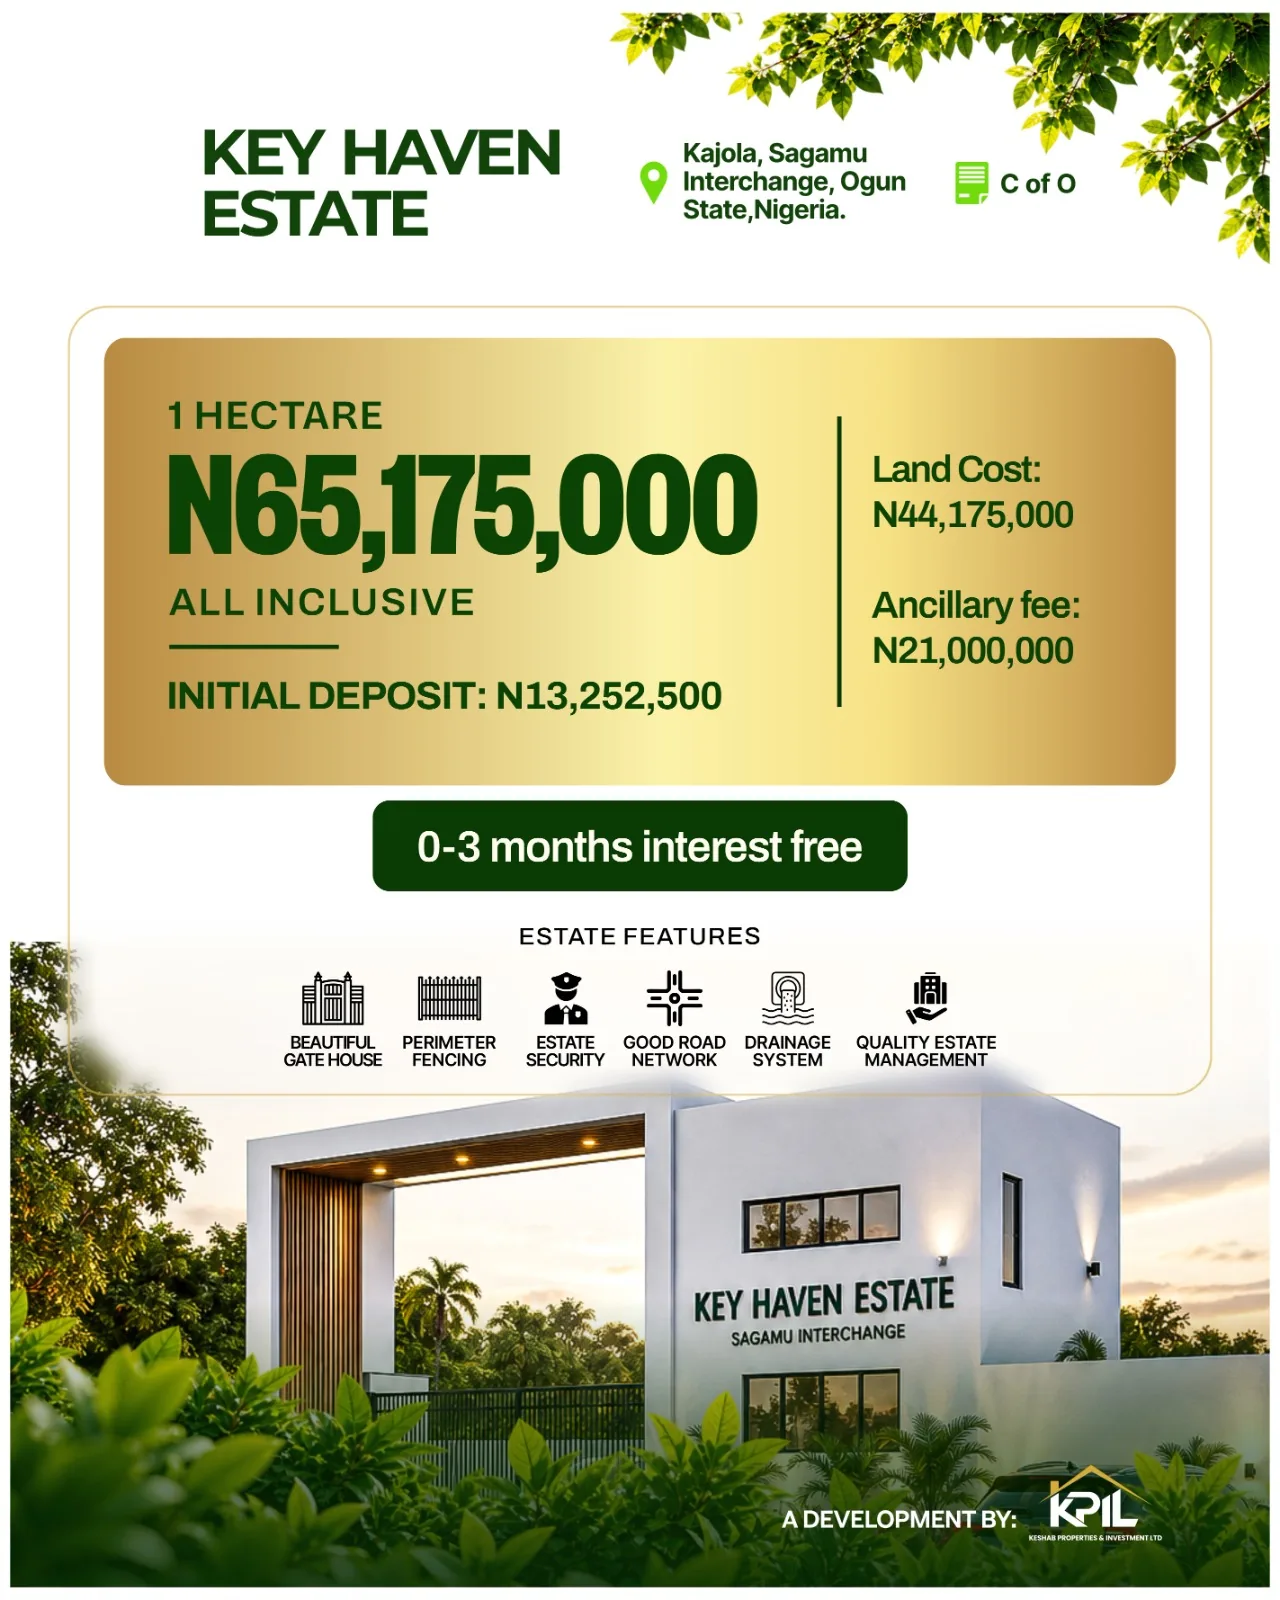 KEY HAVEN
ESTATE
Kajola, Sagamu
Interchange, Ogun
State,Nigeria.
C of O
1 HECTARE
N65,175,000
ALL INCLUSIVE
INITIAL DEPOSIT: N13,252,500
Land Cost:
N44,175,000
Ancillary fee:
N21,000,000
0-3 months interest free
ESTATE FEATURES
BEAUTIFUL
GATE HOUSE
PERIMETER
FENCING
ESTATE
SECURITY
GOOD ROAD
NETWORK
DRAINAGE
SYSTEM
QUALITY ESTATE
MANAGEMENT
KEY HAVEN ESTATE
SAGAMU INTERCHANGE
A DEVELOPMENT BY:
KPIL
KESHAB PROPERTIES & INVESTMENT LTD